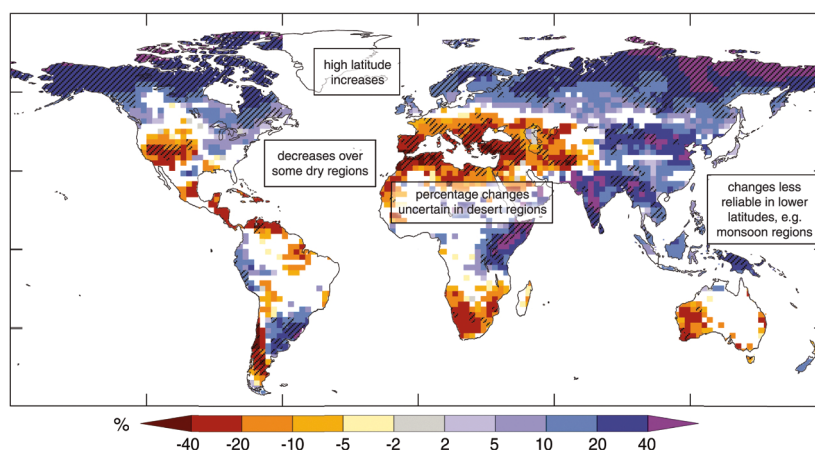 high latitude
increases
decreases over
some dry regions
percentage changes
uncertain in desert regions
changes less
reliable in lower
latitudes, e.g.
monsoon regions
% -40 -20 -10 -5 -2 2 5 10 20 40